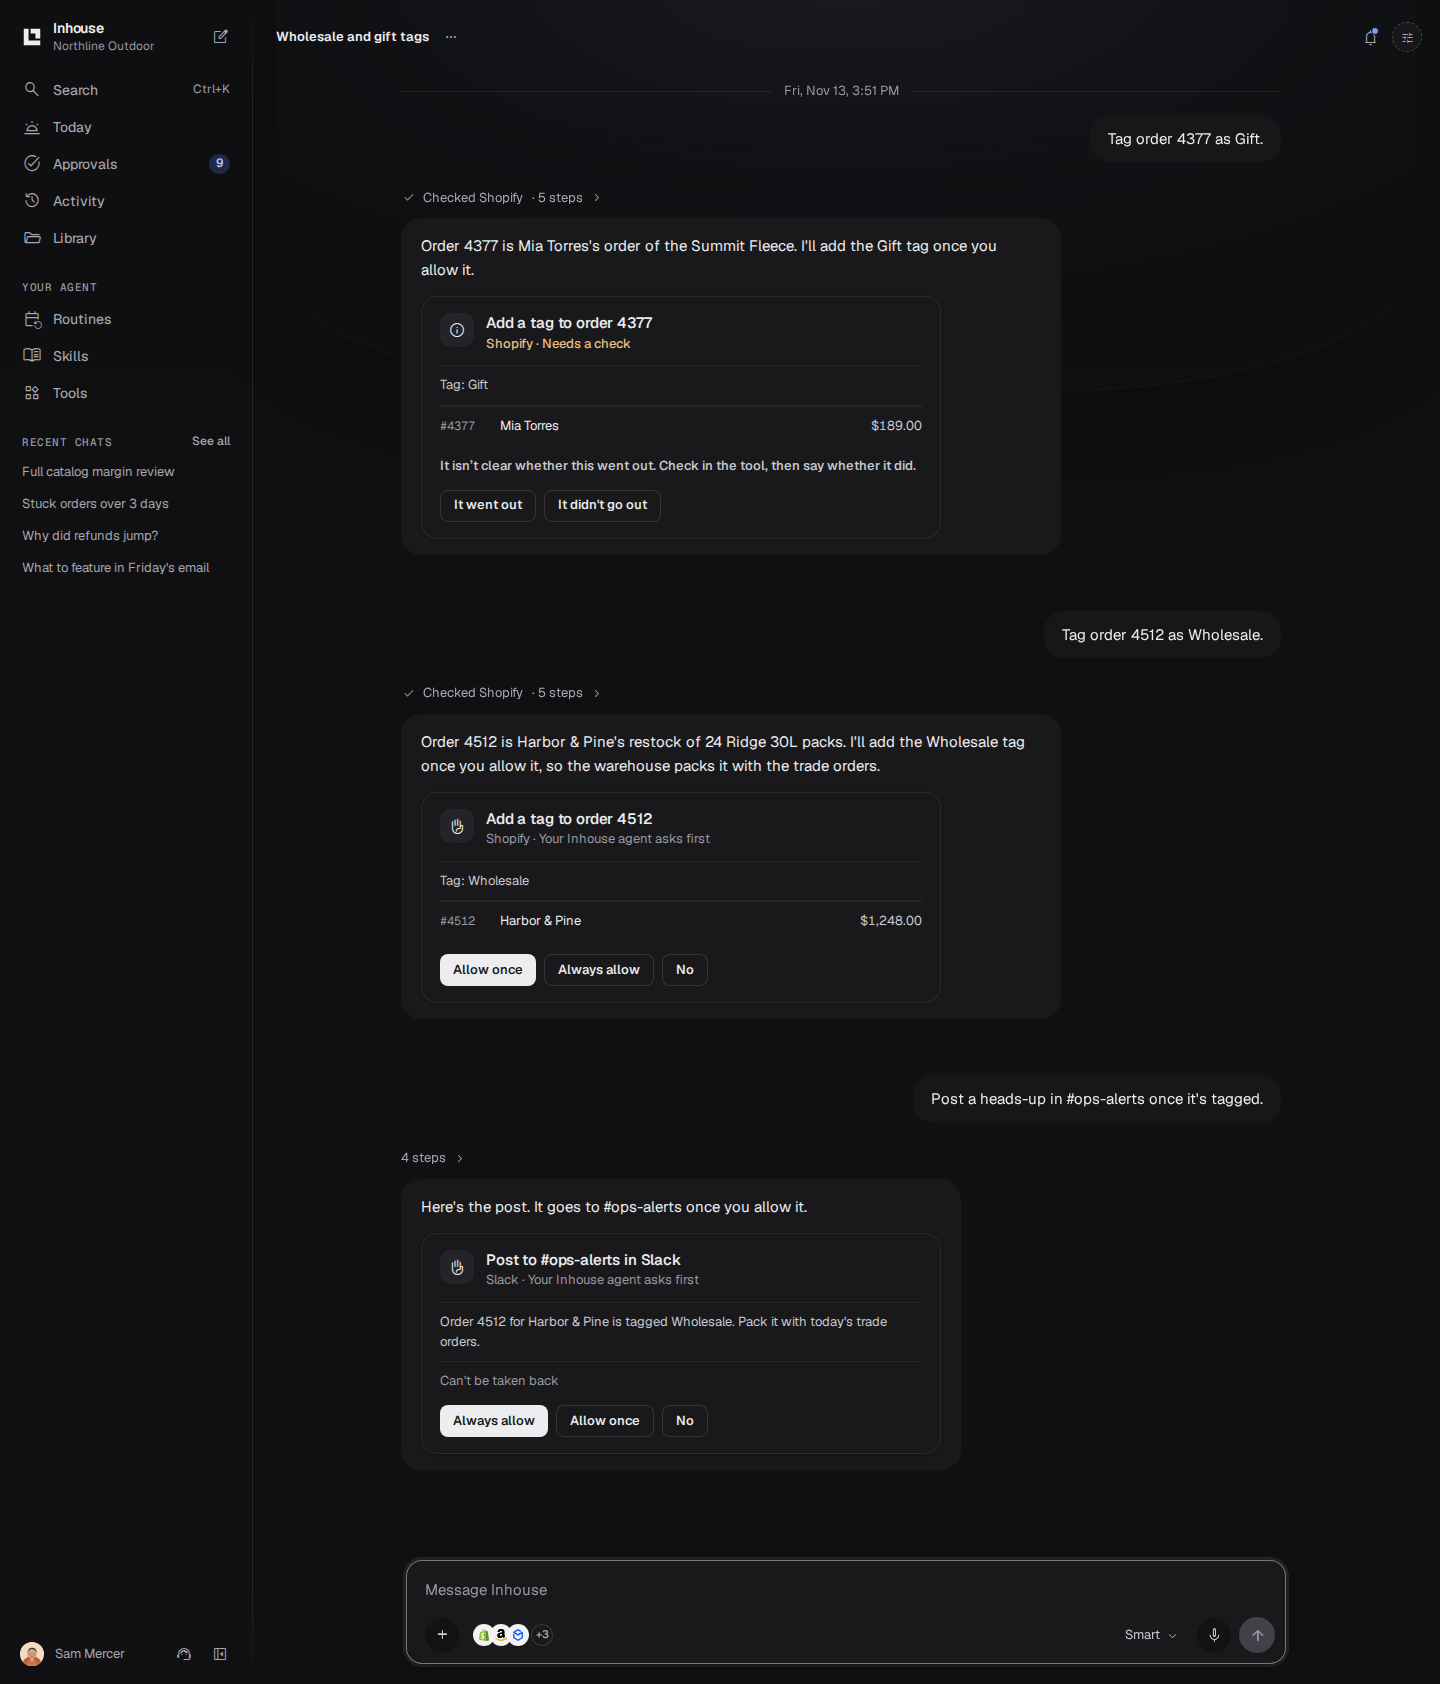 Inhouse
Northline Outdoor
Search Ctrl+K
Today
Approvals 9
Activity
Library
YOUR AGENT
Routines
Skills
Tools
RECENT CHATS See all
Full catalog margin review
Stuck orders over 3 days
Why did refunds jump?
What to feature in Friday's email
Sam Mercer
Wholesale and gift tags
Fri, Nov 13, 3:51 PM
Tag order 4377 as Gift.
Checked Shopify · 5 steps
Order 4377 is Mia Torres's order of the Summit Fleece. I'll add the Gift tag once you
allow it.
Add a tag to order 4377
Shopify · Needs a check
Tag: Gift
#4377 Mia Torres $189.00
It isn't clear whether this went out. Check in the tool, then say whether it did.
It went out It didn't go out
Tag order 4512 as Wholesale.
Checked Shopify · 5 steps
Order 4512 is Harbor & Pine's restock of 24 Ridge 30L packs. I'll add the Wholesale tag
once you allow it, so the warehouse packs it with the trade orders.
Add a tag to order 4512
Shopify · Your Inhouse agent asks first
Tag: Wholesale
#4512 Harbor & Pine $1,248.00
Allow once Always allow No
Post a heads-up in #ops-alerts once it's tagged.
4 steps
Here's the post. It goes to #ops-alerts once you allow it.
Post to #ops-alerts in Slack
Slack · Your Inhouse agent asks first
Order 4512 for Harbor & Pine is tagged Wholesale. Pack it with today's trade
orders.
Can't be taken back
Always allow Allow once No
Message Inhouse
+3 Smart